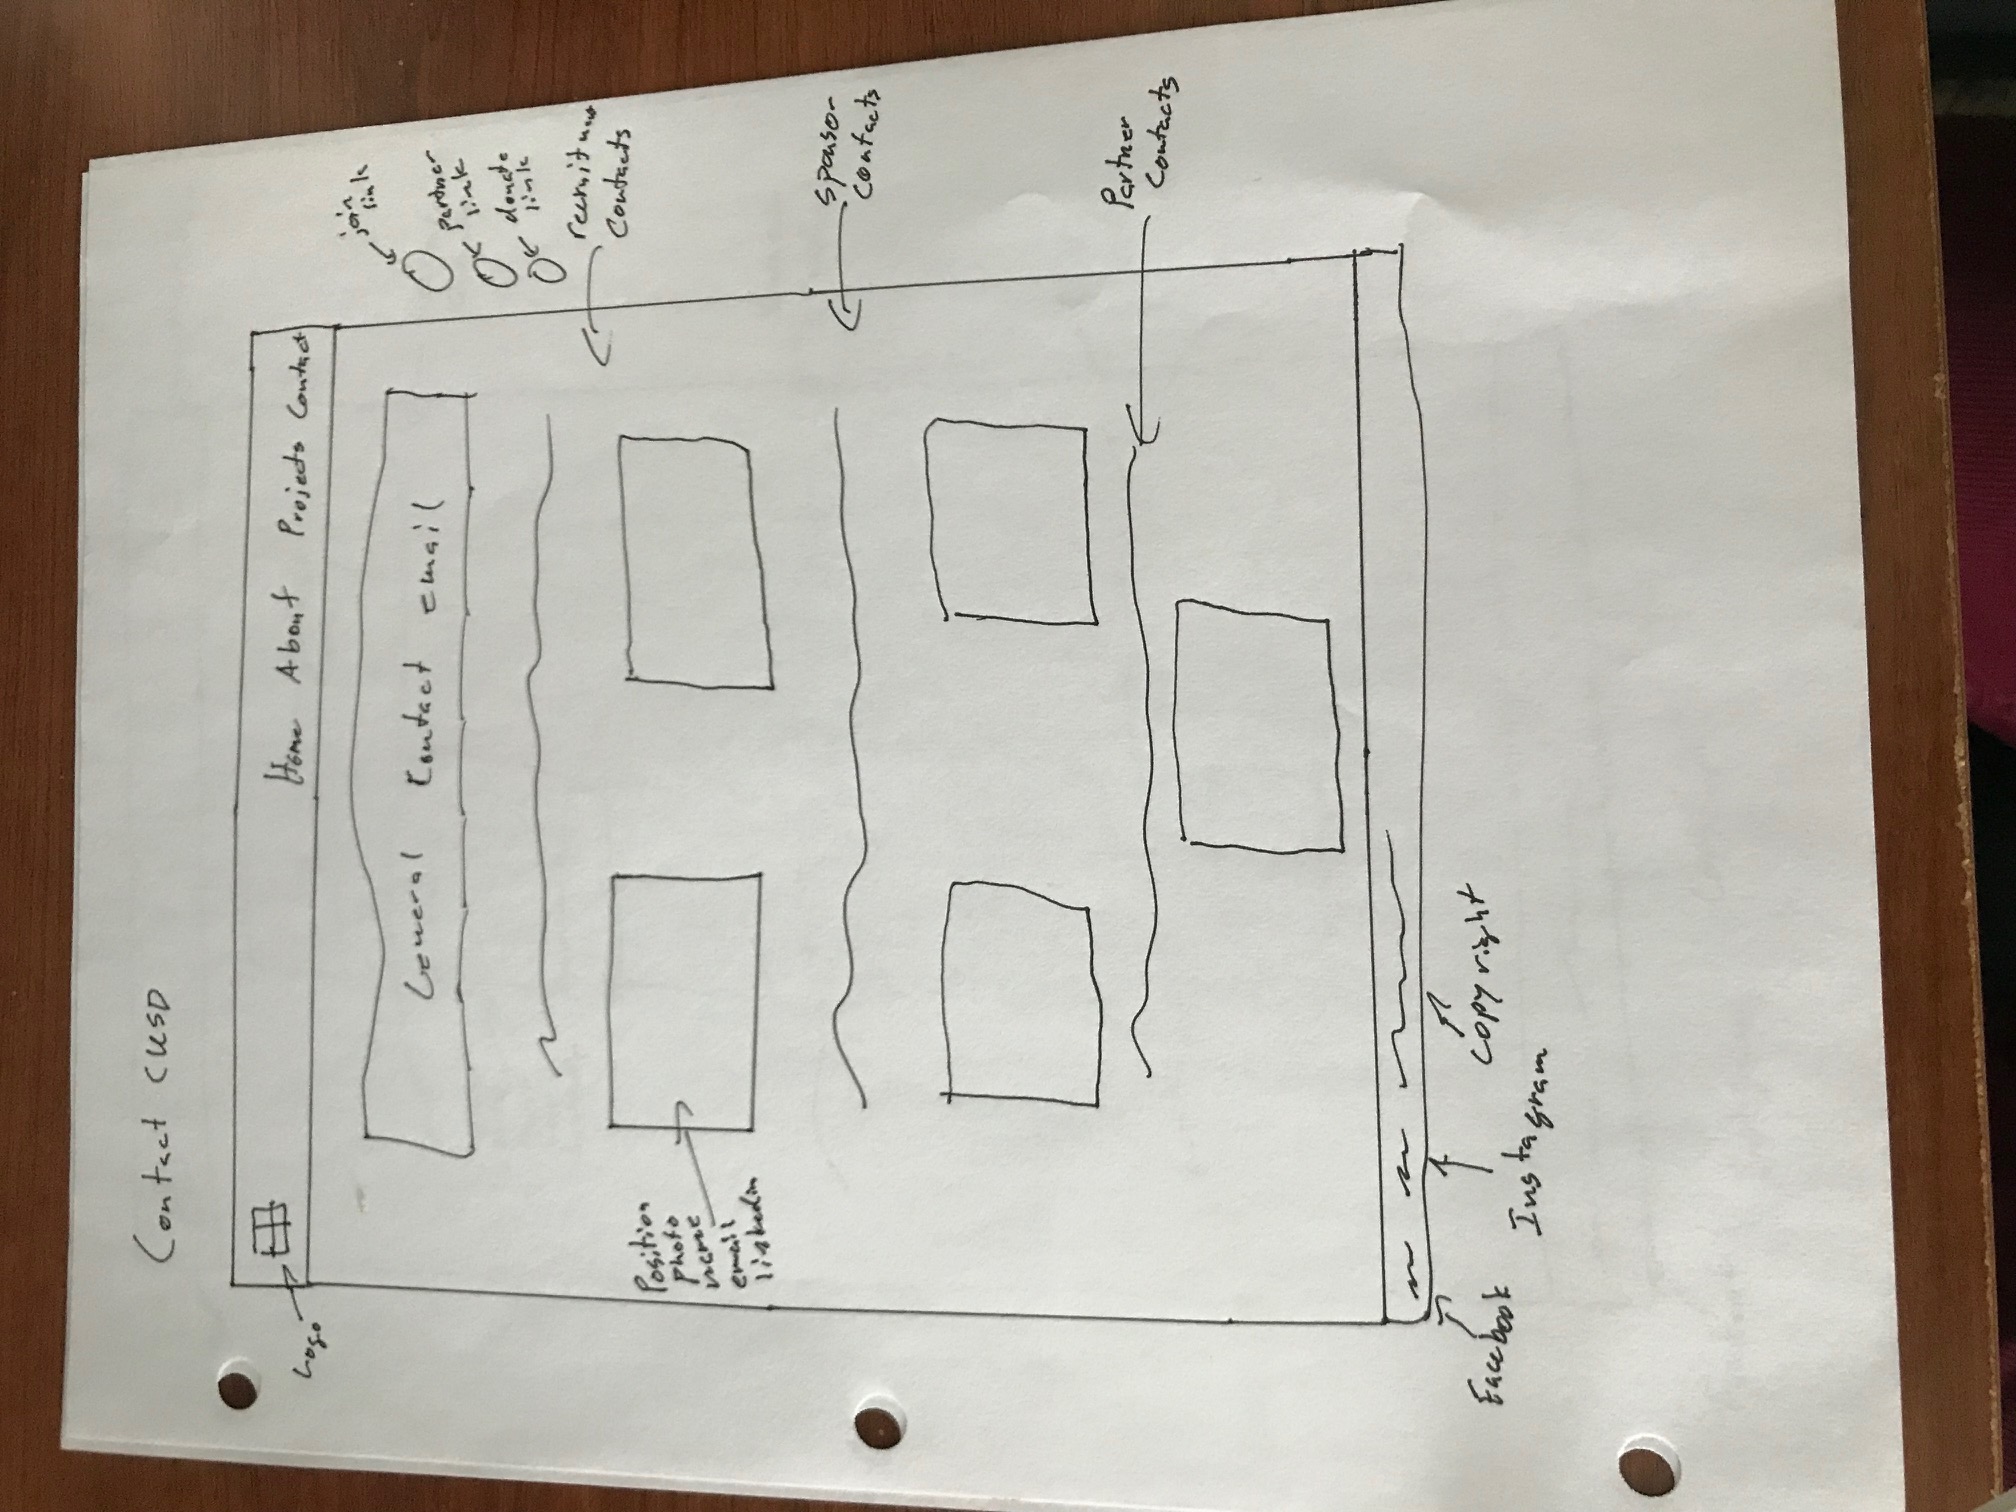 Contact CUSD
Logo
Home About Projects Contact
join
link
General Contact email
partner
link
donate
link
recruitment
contacts
Position
photo
name
email
linkedin
sponsor
contacts
Partner
Contacts
Facebook
Instagram
Copyright